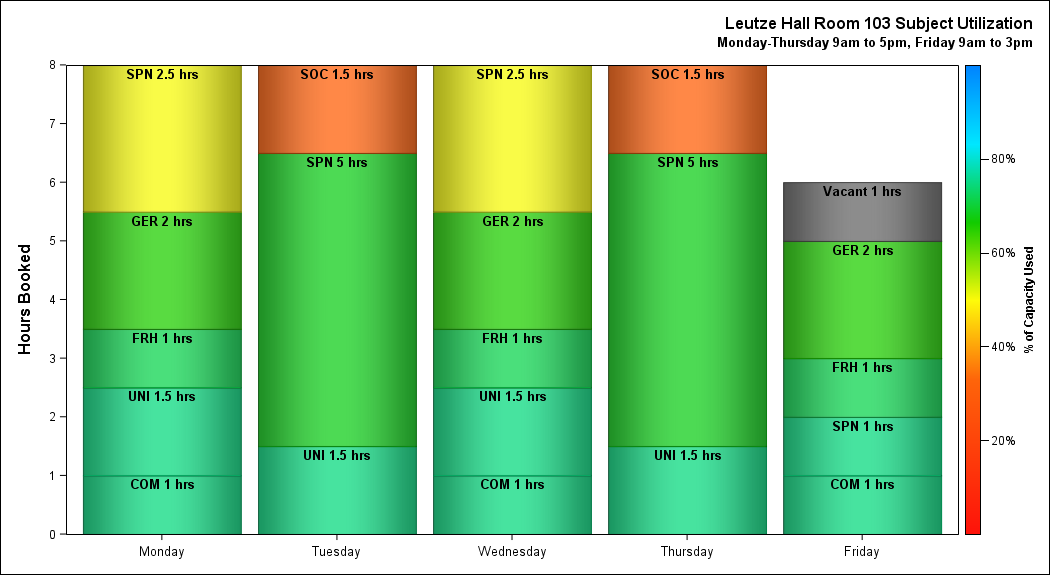 Leutze Hall Room 103 Subject Utilization
Monday-Thursday 9am to 5pm, Friday 9am to 3pm
Hours Booked
8
7
6
5
4
3
2
1
0
SPN 2.5 hrs
GER 2 hrs
FRH 1 hrs
UNI 1.5 hrs
COM 1 hrs
SOC 1.5 hrs
SPN 5 hrs
UNI 1.5 hrs
SPN 2.5 hrs
GER 2 hrs
FRH 1 hrs
UNI 1.5 hrs
COM 1 hrs
SOC 1.5 hrs
SPN 5 hrs
UNI 1.5 hrs
Vacant 1 hrs
GER 2 hrs
FRH 1 hrs
SPN 1 hrs
COM 1 hrs
Monday
Tuesday
Wednesday
Thursday
Friday
80%
60%
40%
20%
% of Capacity Used